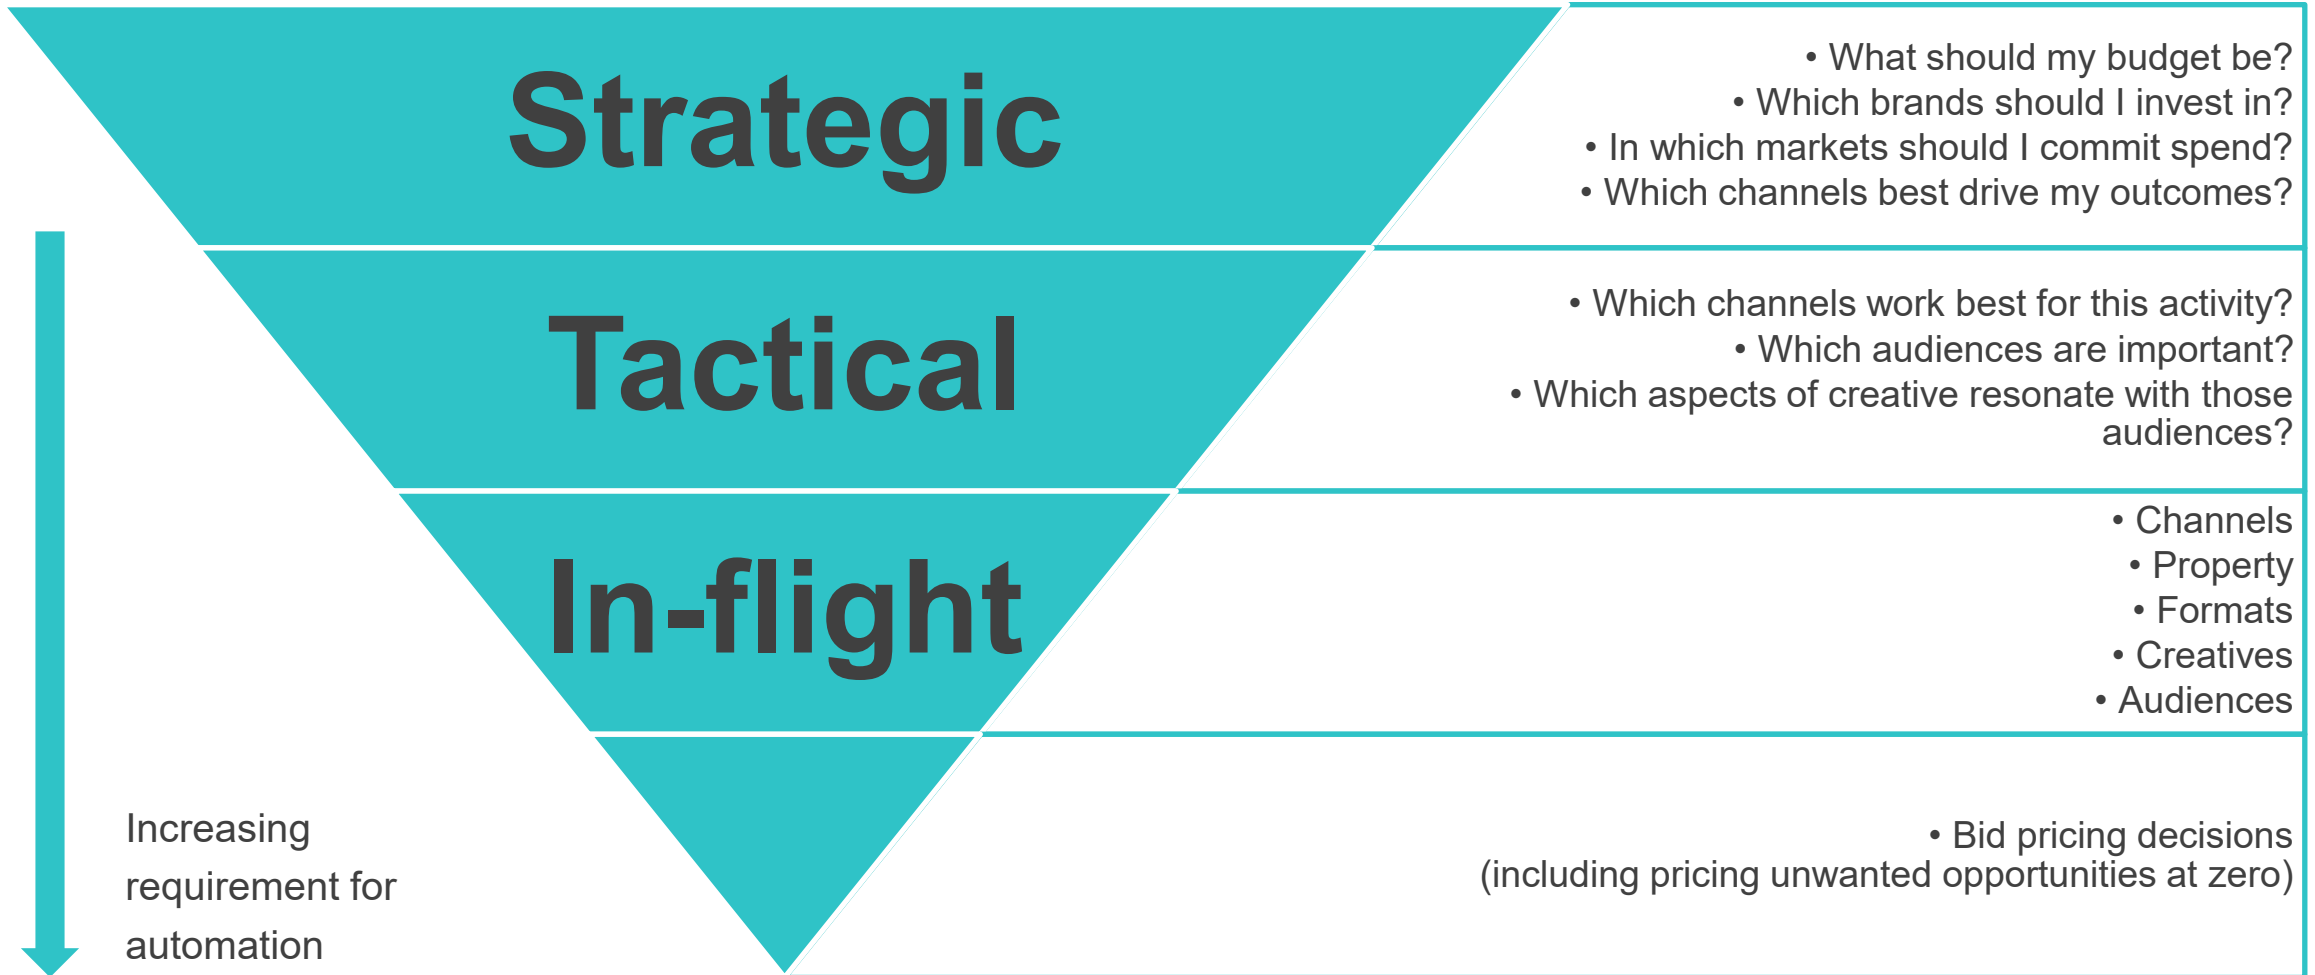 Strategic
• What should my budget be?
• Which brands should I invest in?
• In which markets should I commit spend?
• Which channels best drive my outcomes?
Tactical
• Which channels work best for this activity?
• Which audiences are important?
• Which aspects of creative resonate with those
audiences?
In-flight
• Channels
• Property
• Formats
• Creatives
• Audiences
• Bid pricing decisions
(including pricing unwanted opportunities at zero)
Increasing
requirement for
automation